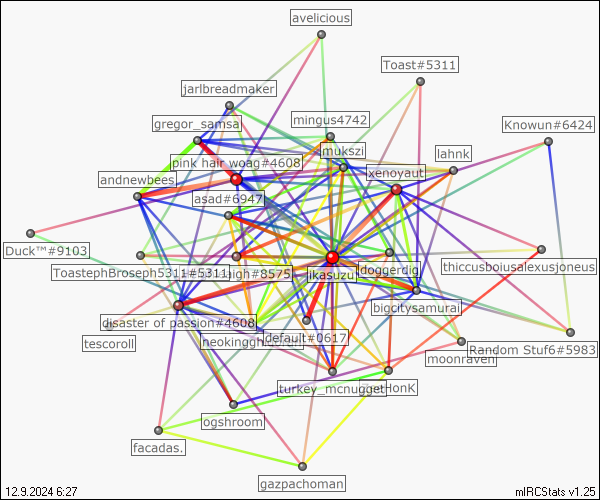 avelicious
Toast#5311
jarlbreadmaker
mingus4742
gregor_samsa
Knowun#6424
mukszi
lahnk
pink hair woag#4608
xenoyaut
andnewbees
asad#6947
Duck™#9103
ToastephBroseph5311#5311
igh#8575
ikasuzu
doggerdig
thiccusboiusalexusjoneus
bigcitysamurai
disaster of passion#4608
default#0617
tescoroll
Random Stuf6#5983
moonraven
turkey_mcnugget
HonK
ogshroom
facadas.
gazpachoman
12.9.2024 6:27
mIRCStats v1.25